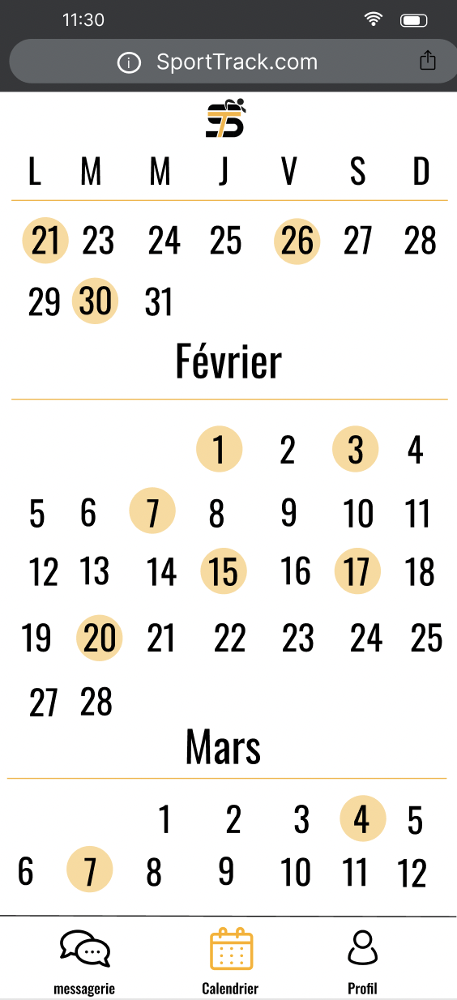 11:30
SportTrack.com
L M M J V S D
21 23 24 25 26 27 28
29 30 31
Février
1 2 3 4
5 6 7 8 9 10 11
12 13 14 15 16 17 18
19 20 21 22 23 24 25
27 28
Mars
1 2 3 4 5
6 7 8 9 10 11 12
messagerie Calendrier Profil